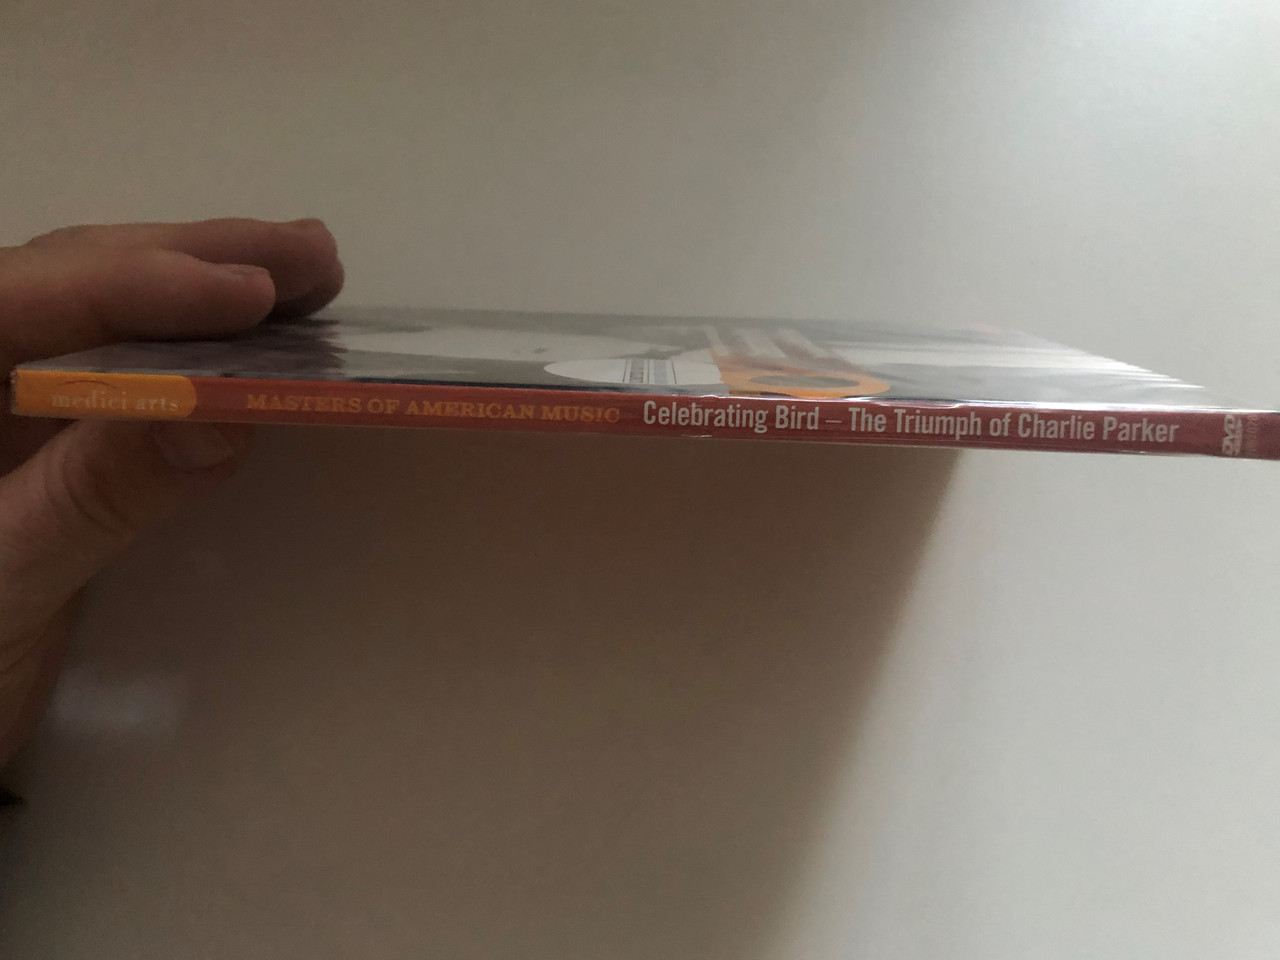 medici arts MASTERS OF AMERICAN MUSIC Celebrating Bird – The Triumph of Charlie Parker DVD